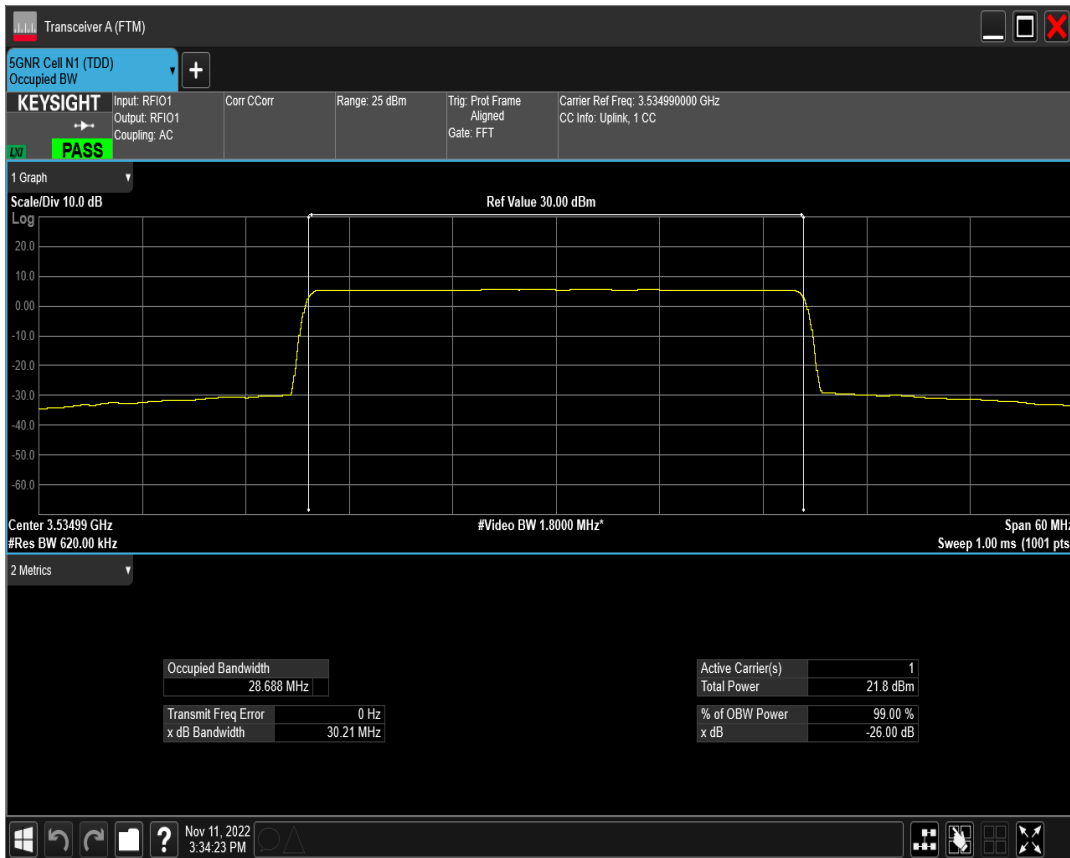 Transceiver A (FTM)
5GNR Cell N1 (TDD)
Occupied BW
+
KEYSIGHT
LXI
PASS
Input: RFIO1
Output: RFIO1
Coupling: AC
Corr CCorr
Range: 25 dBm
Trig: Prot Frame
Aligned
Gate: FFT
Carrier Ref Freq: 3.534990000 GHz
CC Info: Uplink, 1 CC
1 Graph
Scale/Div 10.0 dB
Ref Value 30.00 dBm
Log
20.0
10.0
0.00
-10.0
-20.0
-30.0
-40.0
-50.0
-60.0
Center 3.53499 GHz
#Video BW 1.8000 MHz*
Span 60 MHz
#Res BW 620.00 kHz
Sweep 1.00 ms (1001 pts
2 Metrics
Occupied Bandwidth
28.688 MHz
Transmit Freq Error 0 Hz
x dB Bandwidth 30.21 MHz
Active Carrier(s) 1
Total Power 21.8 dBm
% of OBW Power 99.00 %
x dB -26.00 dB
?
Nov 11, 2022
3:34:23 PM